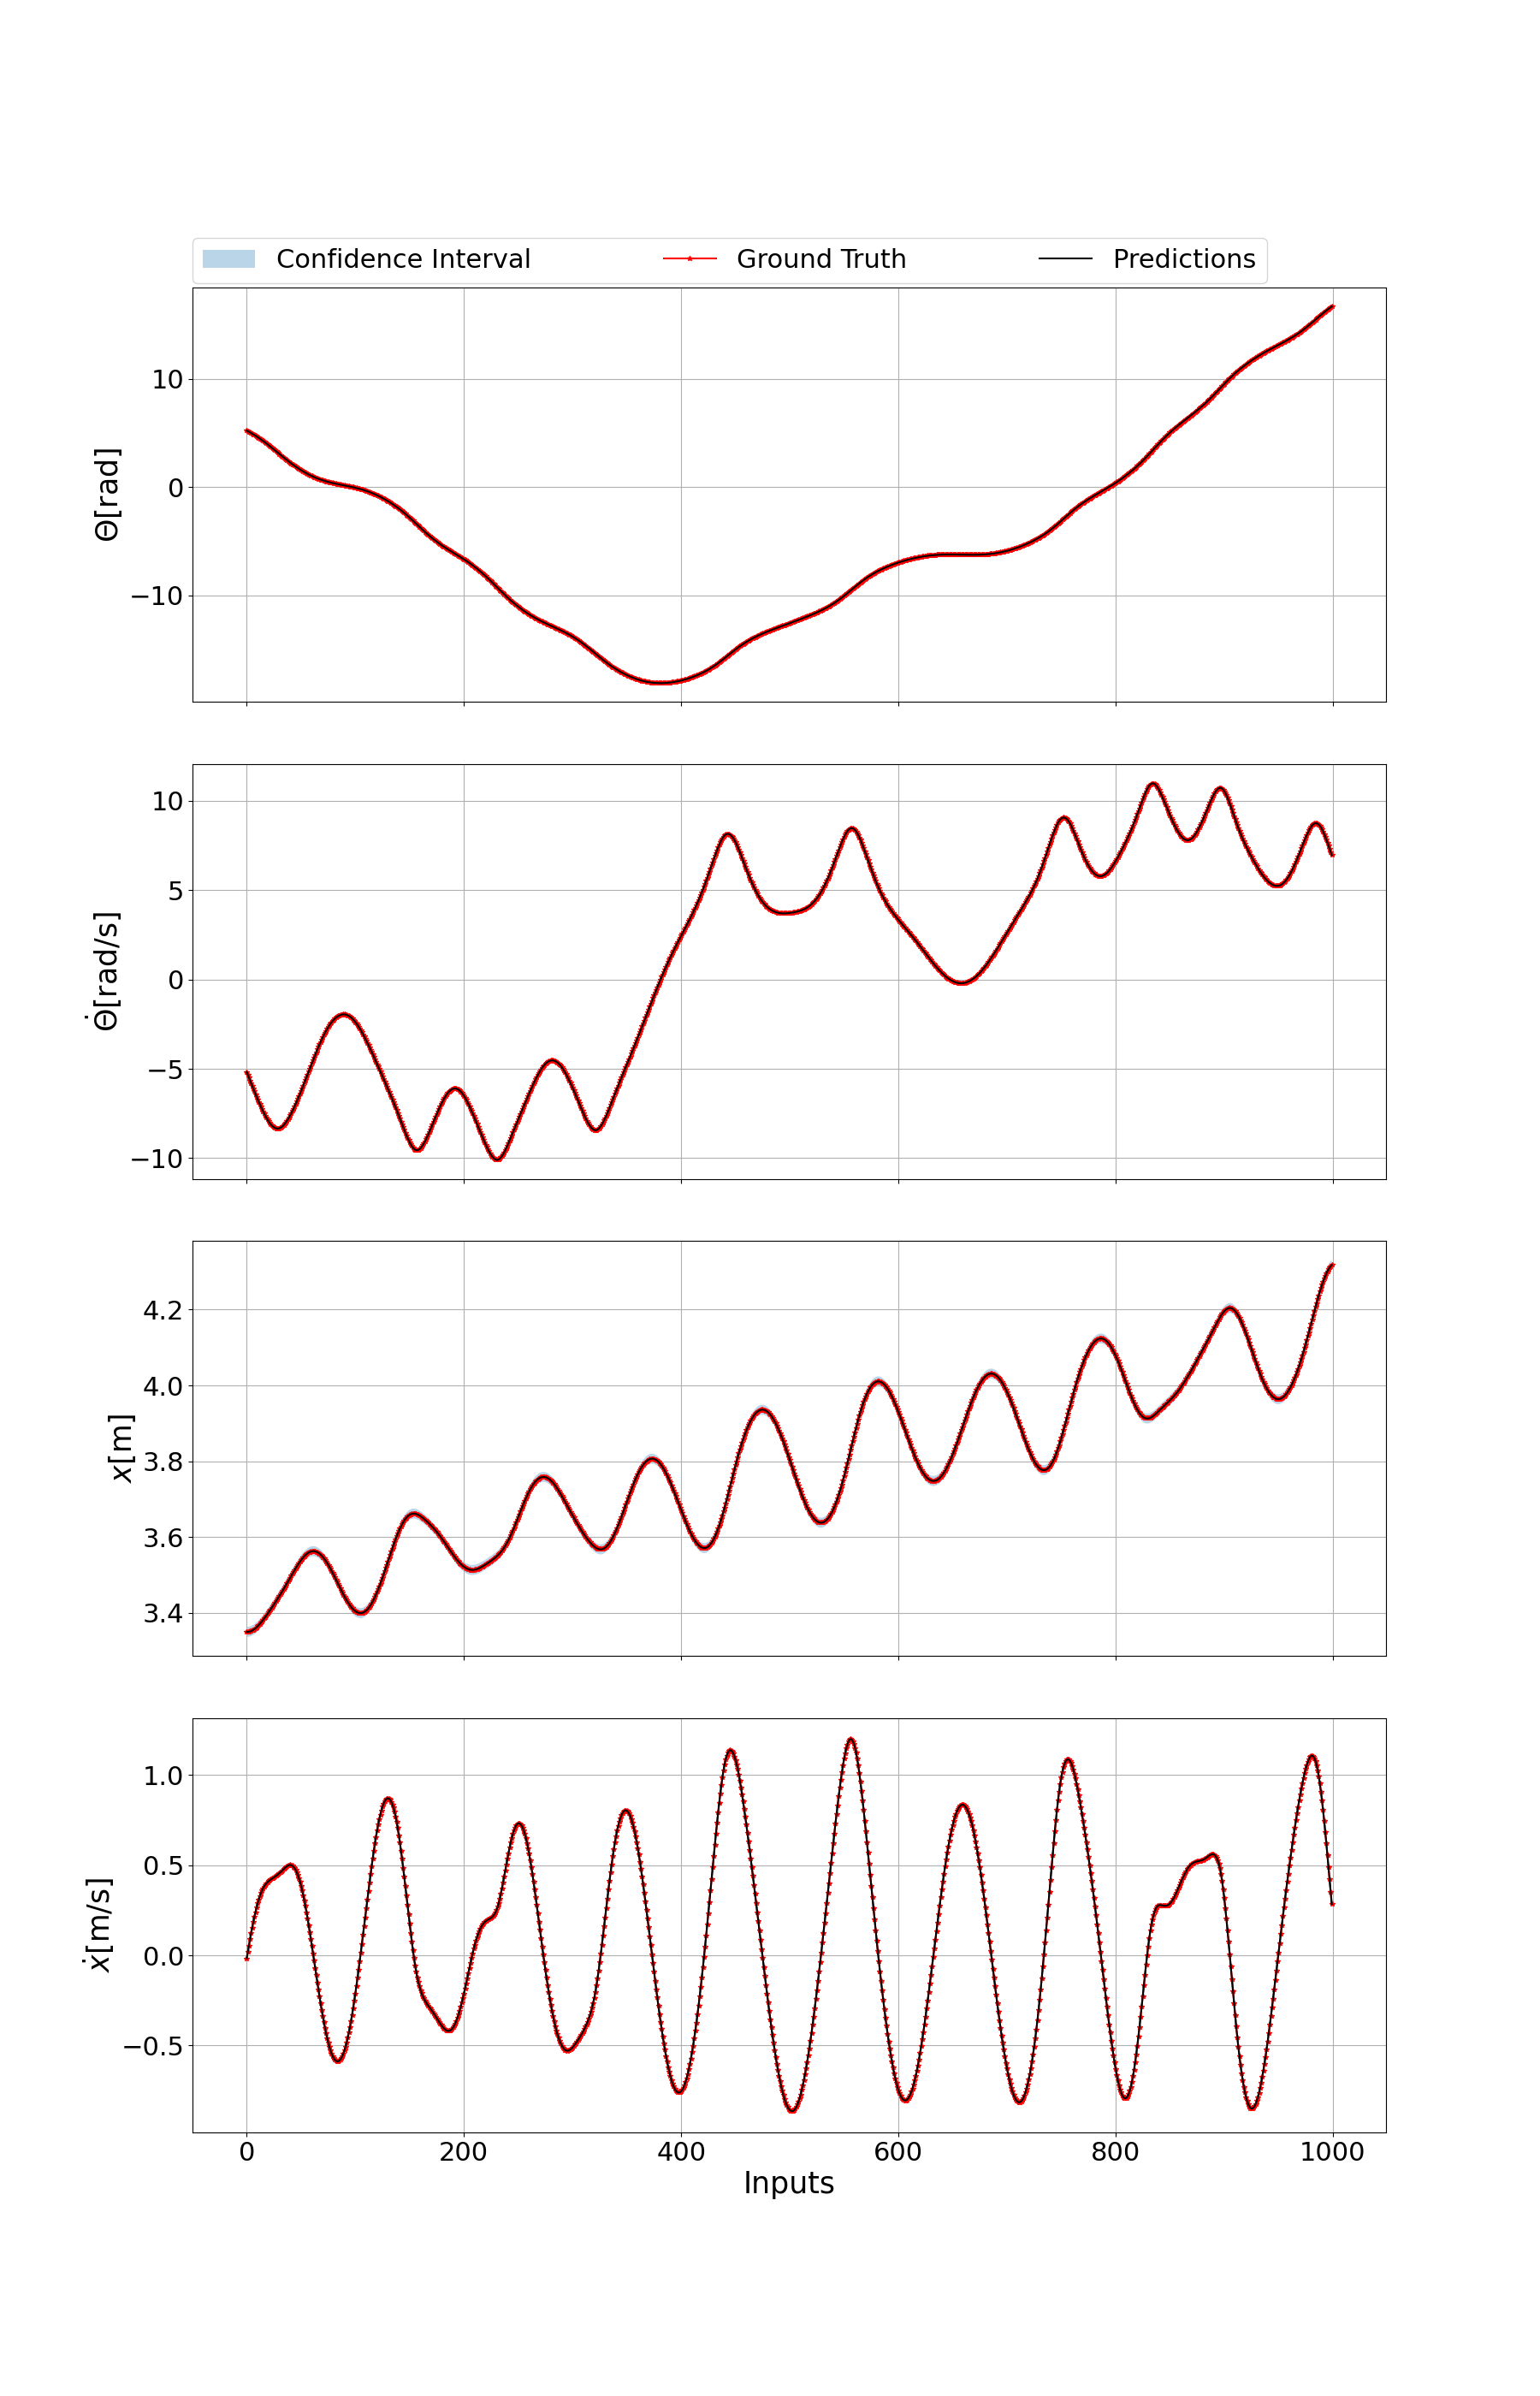 Confidence Interval Ground Truth Predictions
10
0
−10
Θ[rad]
10
5
0
−5
−10
Θ̇[rad/s]
4.2
4.0
3.8
3.6
3.4
x[m]
1.0
0.5
0.0
−0.5
ẋ[m/s]
0 200 400 600 800 1000
Inputs